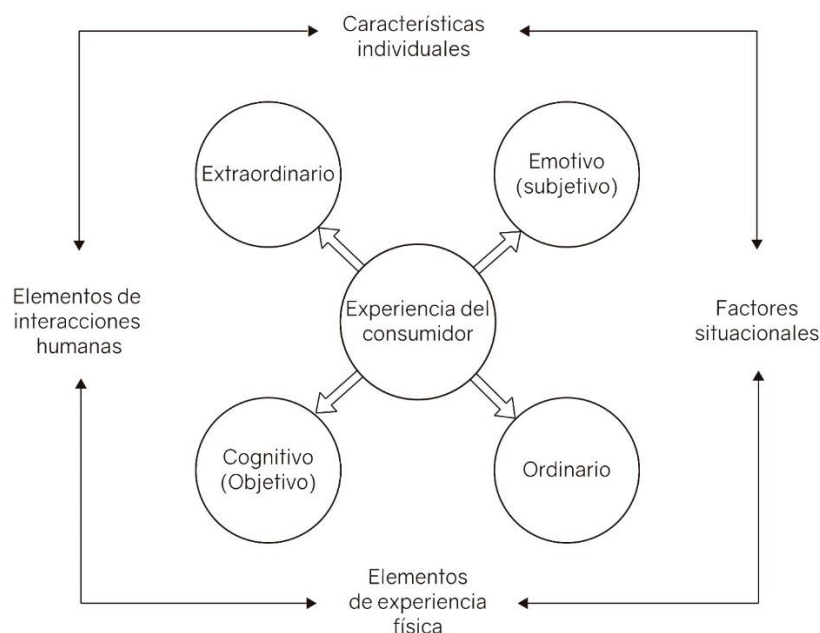 Características
individuales
Extraordinario
Emotivo
(subjetivo)
Elementos de
interacciones
humanas
Experiencia del
consumidor
Factores
situacionales
Cognitivo
(Objetivo)
Ordinario
Elementos
de experiencia
física